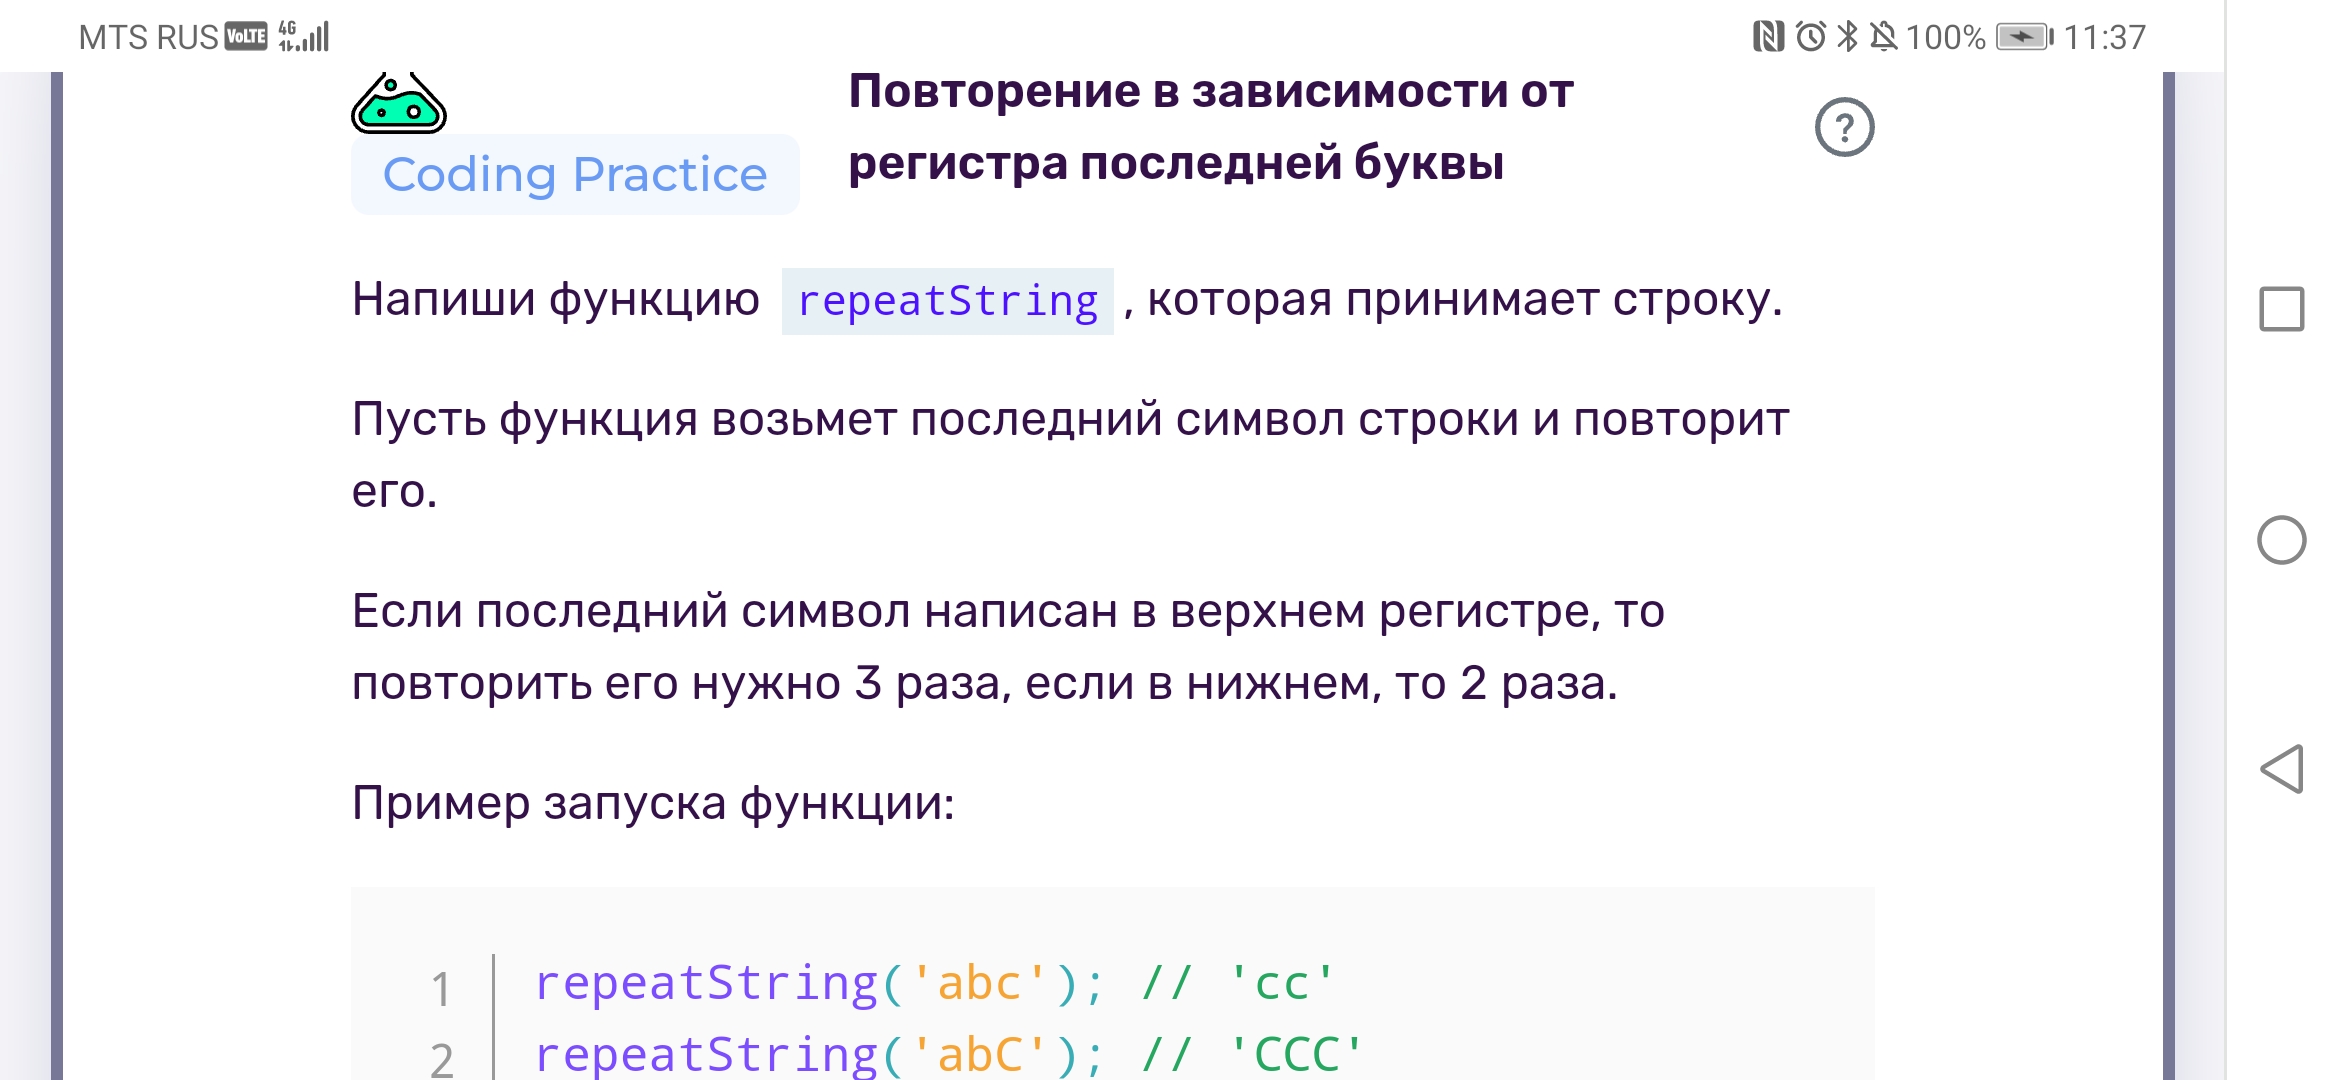 MTS RUS VoLTE 4G 100% 11:37
Повторение в зависимости от
регистра последней буквы
?
Coding Practice
Напиши функцию repeatString , которая принимает строку.
Пусть функция возьмет последний символ строки и повторит
его.
Если последний символ написан в верхнем регистре, то
повторить его нужно 3 раза, если в нижнем, то 2 раза.
Пример запуска функции:
1 repeatString('abc'); // 'cc'
2 repeatString('abC'); // 'CCC'